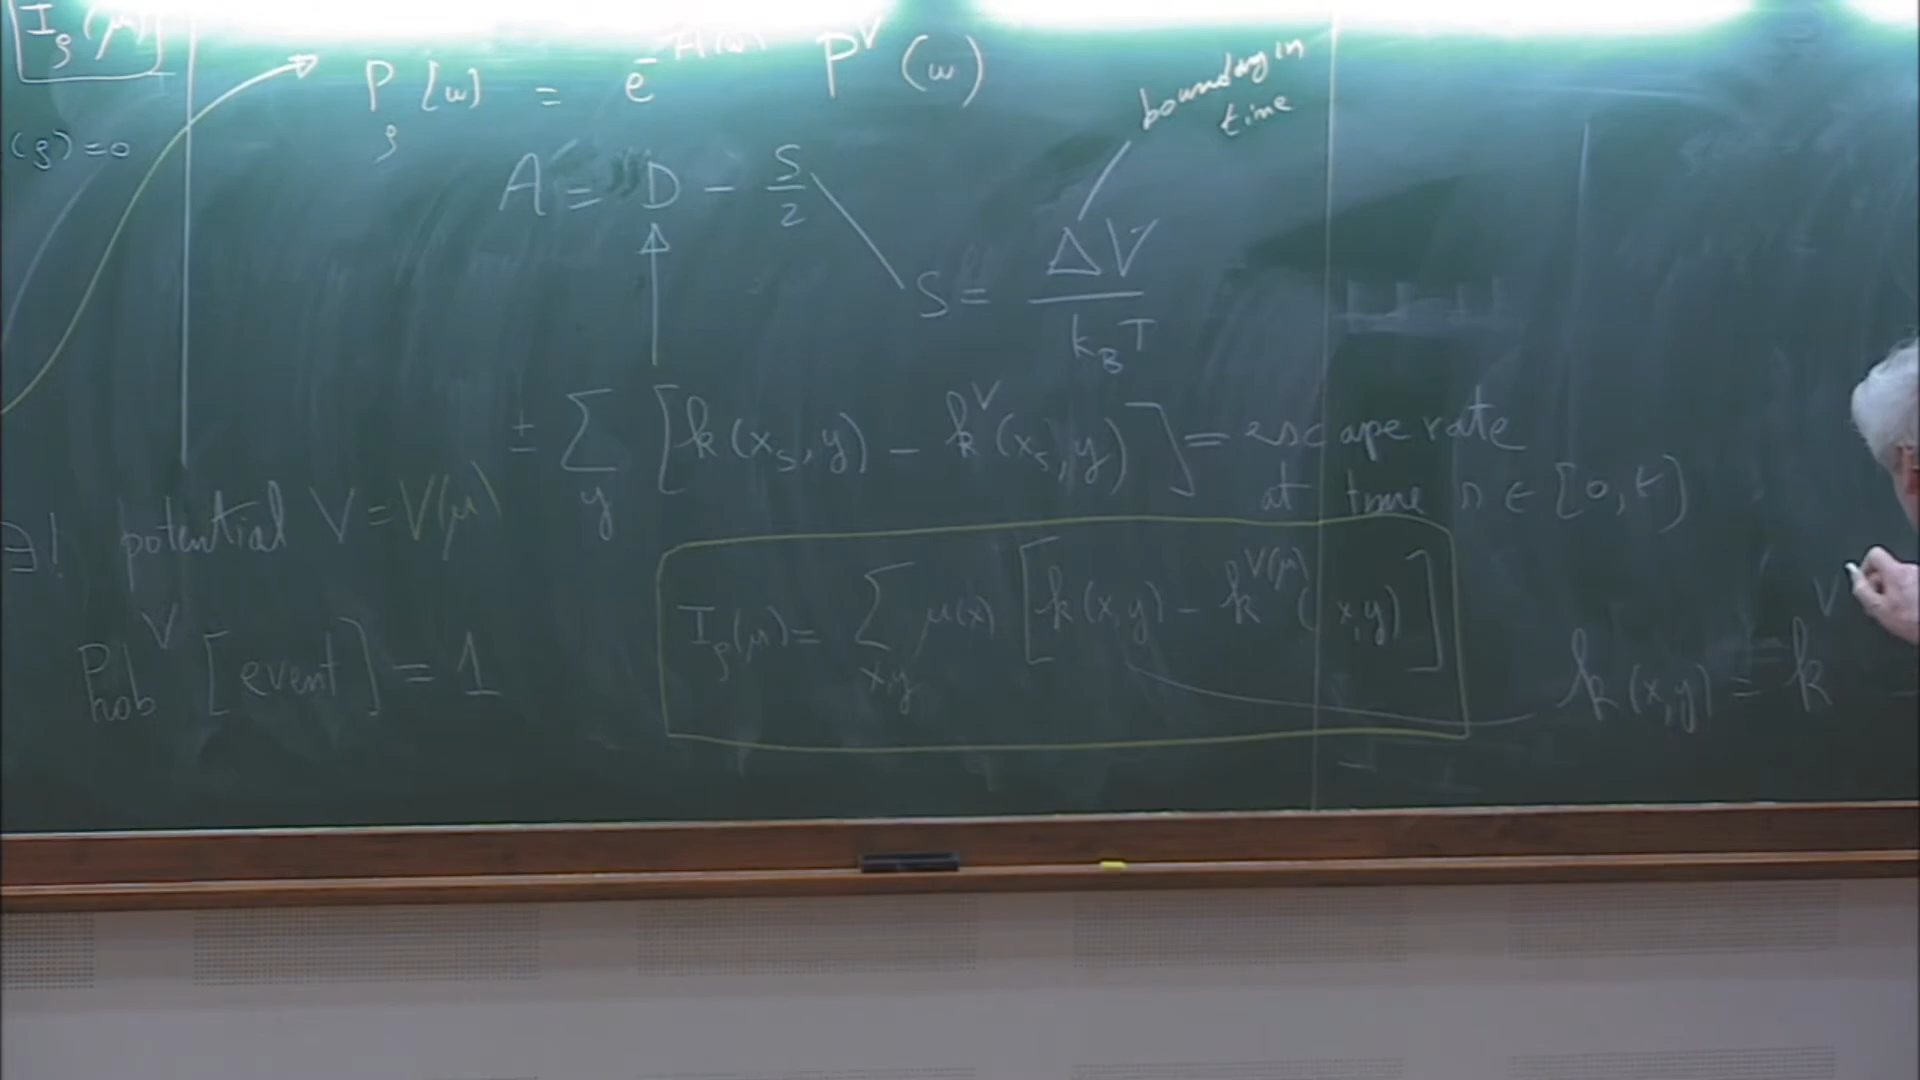 I_ρ(μ)
(ρ)=0
P_ρ [ω] = e^{-A(ω)} P^V (ω)
bounding in
time
A = D - S/2
S = ΔV / k_B T
± Σ_y [k(x_s,y) - k^V(x_s,y)] = escape rate
at time s ∈ [0,t]
∃! potential V = V(μ)
Prob^V [event] = 1
I_ρ(μ) = Σ_{x,y} μ(x) [k(x,y) - k^{V(μ)}(x,y)]
k(x,y) = k^V